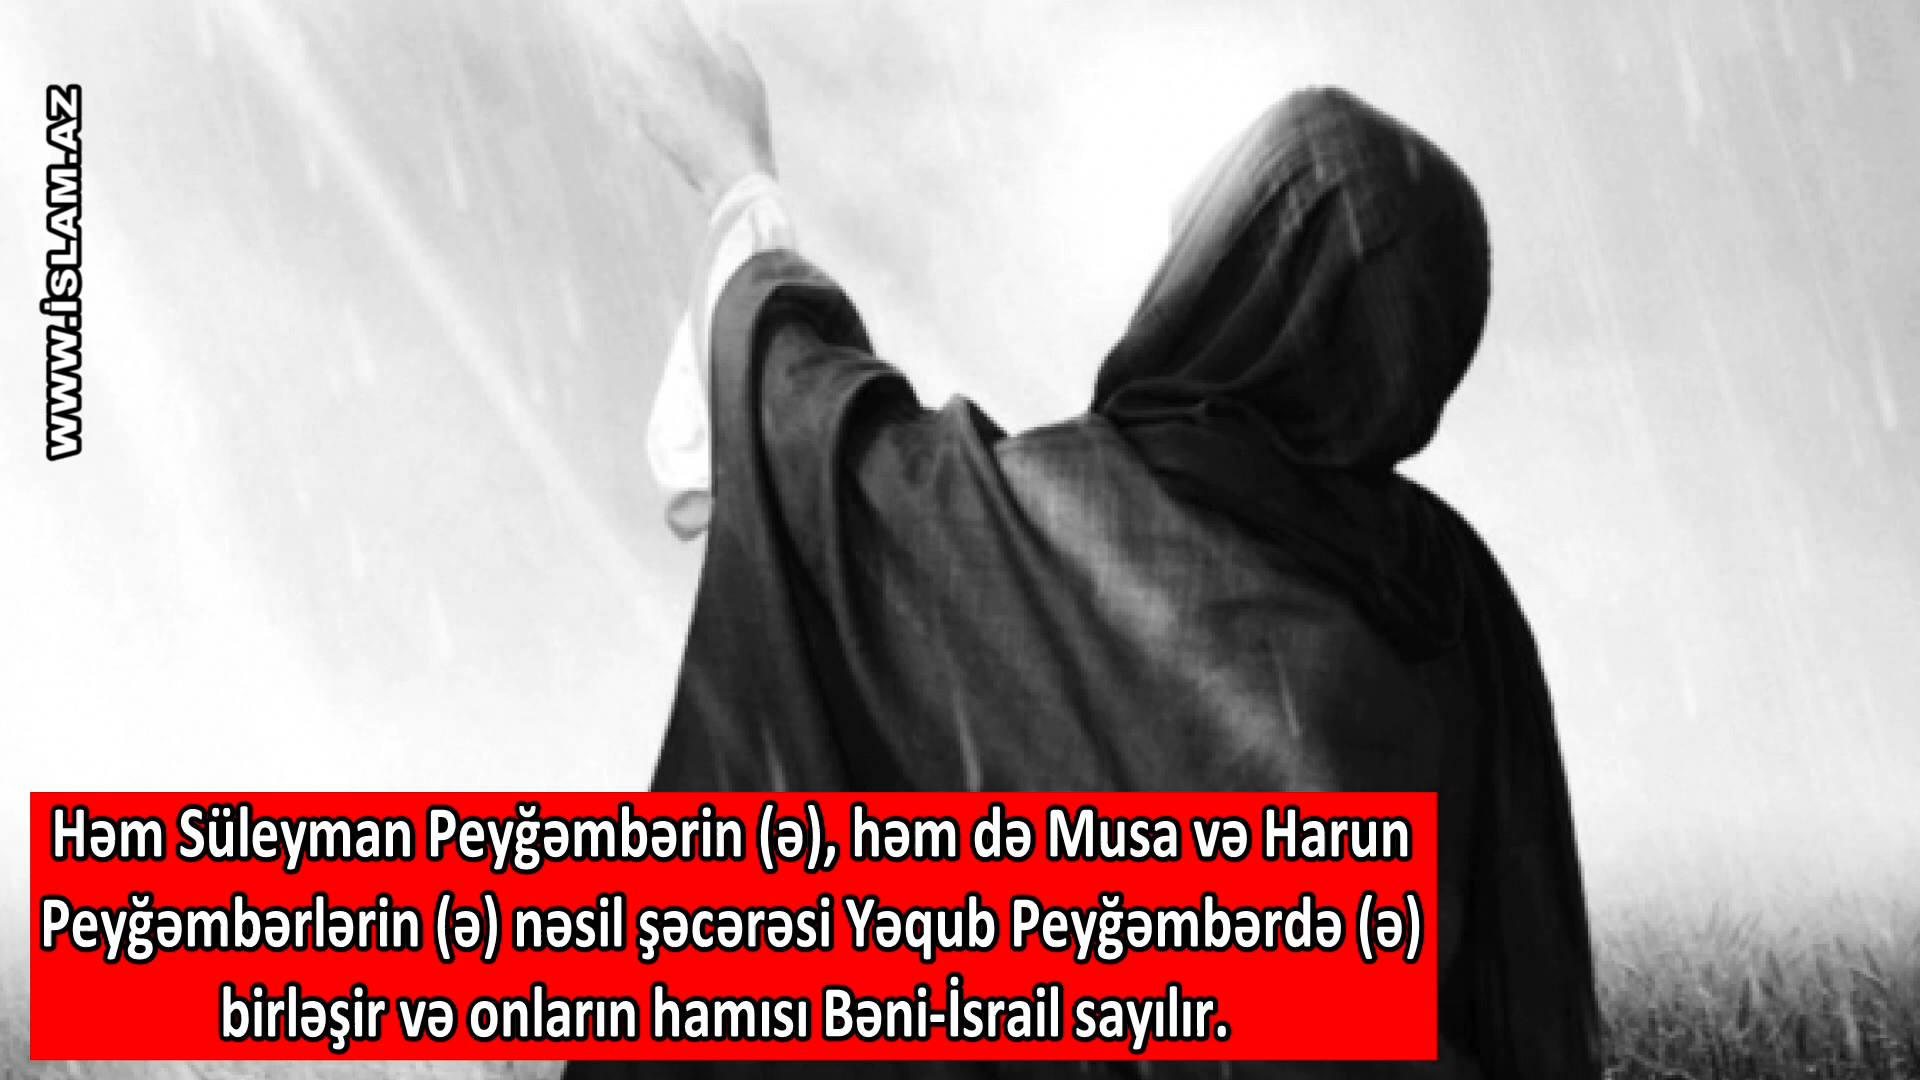 www.İSLAM.AZ
Həm Süleyman Peyğəmbərin (ə), həm də Musa və Harun
Peyğəmbərlərin (ə) nəsil şəcərəsi Yəqub Peyğəmbərdə (ə)
birləşir və onların hamısı Bəni-İsrail sayılır.